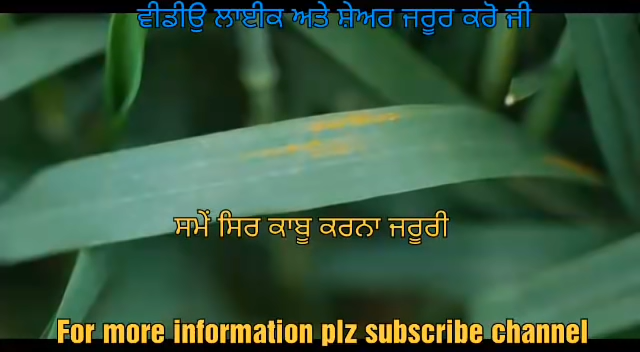 ਵੀਡੀਉ ਲਾਈਕ ਅਤੇ ਸ਼ੇਅਰ ਜਰੂਰ ਕਰੋ ਜੀ
ਸਮੇਂ ਸਿਰ ਕਾਬੂ ਕਰਨਾ ਜਰੂਰੀ
For more information plz subscribe channel